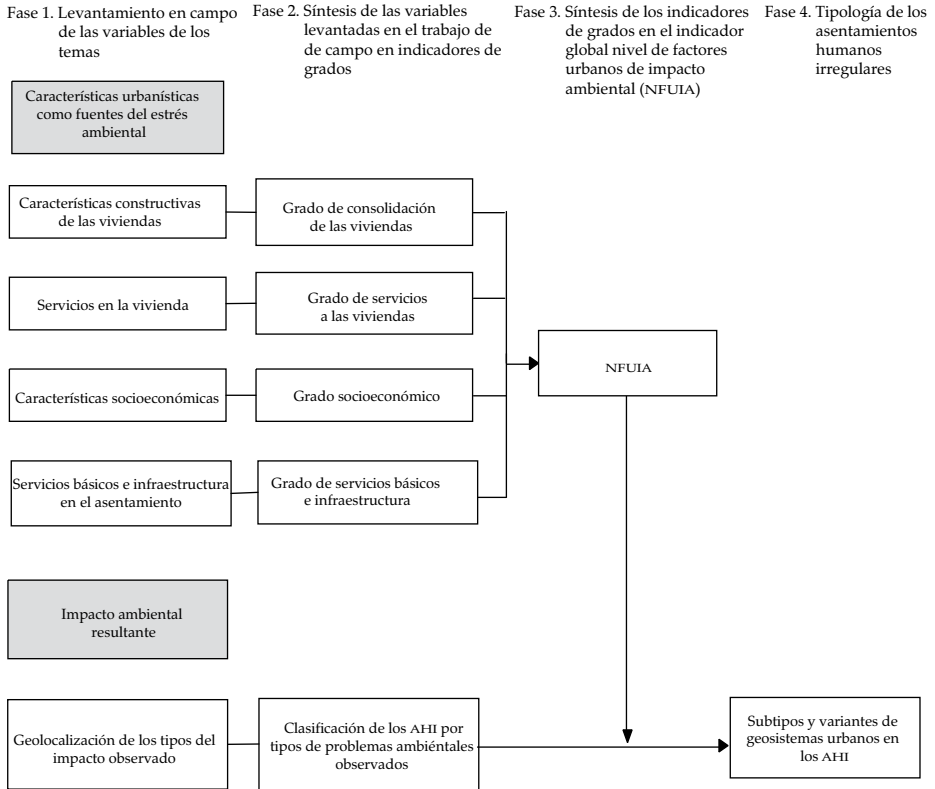 Fase 1. Levantamiento en campo
de las variables de los
temas
Fase 2. Síntesis de las variables
levantadas en el trabajo de
de campo en indicadores de
grados
Fase 3. Síntesis de los indicadores
de grados en el indicador
global nivel de factores
urbanos de impacto
ambiental (NFUIA)
Fase 4. Tipología de los
asentamientos
humanos
irregulares
Características urbanísticas
como fuentes del estrés
ambiental
Características constructivas
de las viviendas
Grado de consolidación
de las viviendas
Servicios en la vivienda
Grado de servicios
a las viviendas
NFUIA
Características socioeconómicas
Grado socioeconómico
Servicios básicos e infraestructura
en el asentamiento
Grado de servicios básicos
e infraestructura
Impacto ambiental
resultante
Geolocalización de los tipos del
impacto observado
Clasificación de los AHI por
tipos de problemas ambiéntales
observados
Subtipos y variantes de
geosistemas urbanos en
los AHI